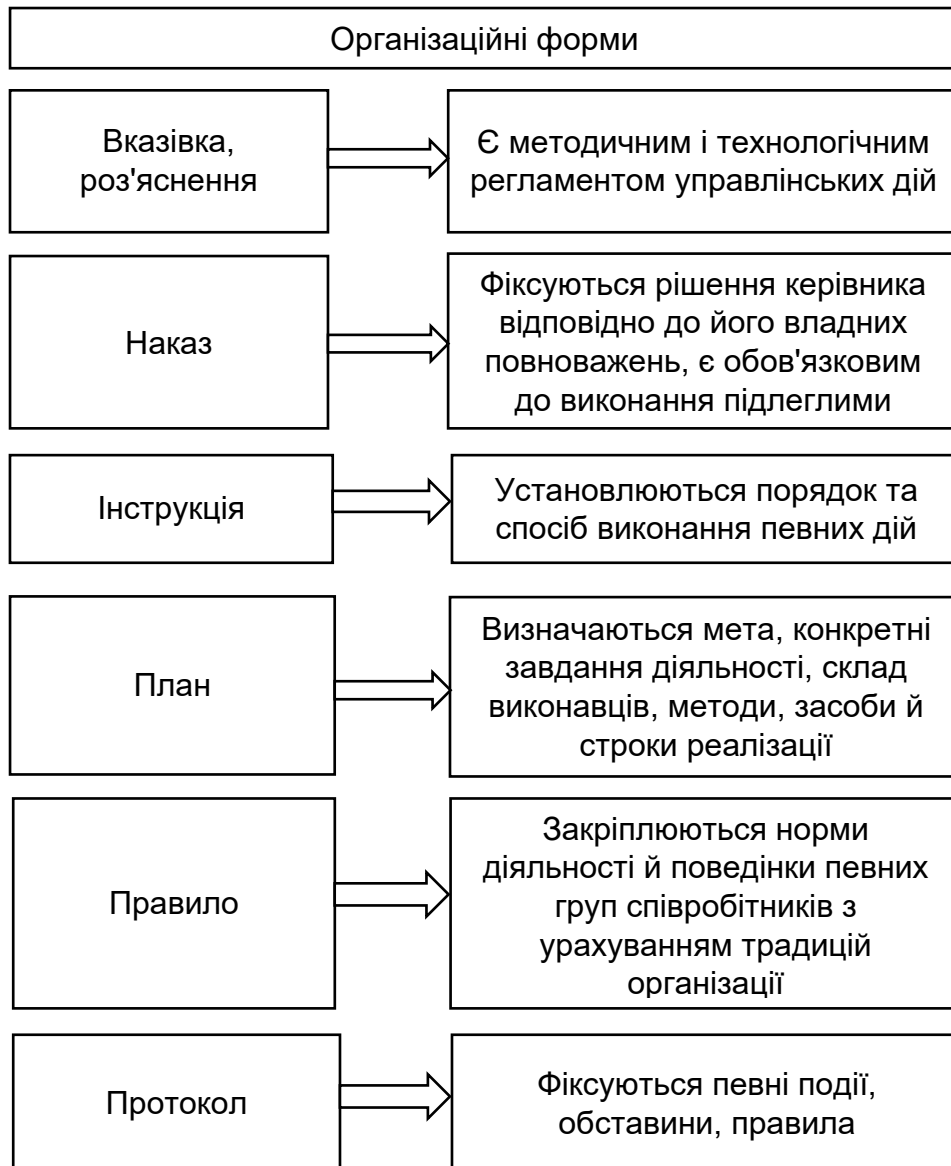 Організаційні форми
Вказівка,
роз'яснення
Є методичним і технологічним
регламентом управлінських дій
Наказ
Фіксуються рішення керівника
відповідно до його владних
повноважень, є обов'язковим
до виконання підлеглими
Інструкція
Установлюються порядок та
спосіб виконання певних дій
План
Визначаються мета, конкретні
завдання діяльності, склад
виконавців, методи, засоби й
строки реалізації
Правило
Закріплюються норми
діяльності й поведінки певних
груп співробітників з
урахуванням традицій
організації
Протокол
Фіксуються певні події,
обставини, правила